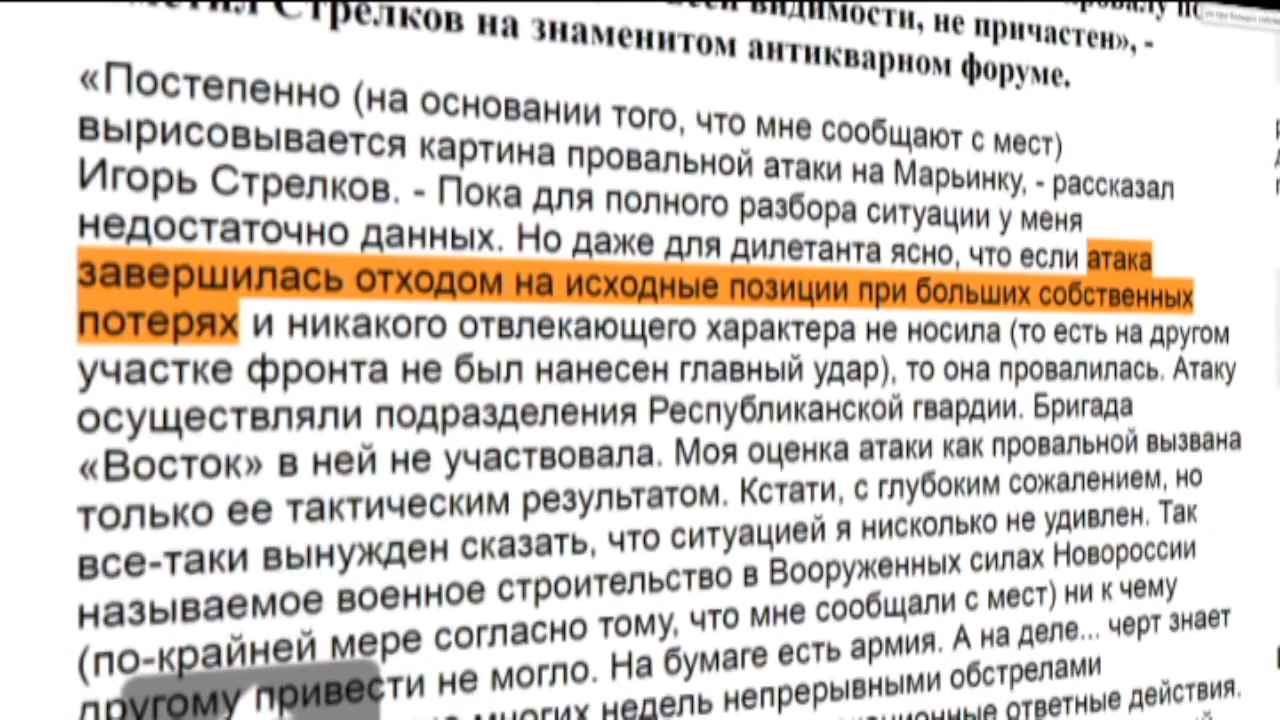 Стрелков на знаменитом антикварном форуме.
видимости, не причастен», -
«Постепенно (на основании того, что мне сообщают с мест)
вырисовывается картина провальной атаки на Марьинку, - рассказал
Игорь Стрелков. - Пока для полного разбора ситуации у меня
недостаточно данных. Но даже для дилетанта ясно, что если атака
завершилась отходом на исходные позиции при больших собственных
потерях и никакого отвлекающего характера не носила (то есть на другом
участке фронта не был нанесен главный удар), то она провалилась. Атаку
осуществляли подразделения Республиканской гвардии. Бригада
«Восток» в ней не участвовала. Моя оценка атаки как провальной вызвана
только ее тактическим результатом. Кстати, с глубоким сожалением, но
все-таки вынужден сказать, что ситуацией я нисколько не удивлен. Так
называемое военное строительство в Вооруженных силах Новороссии
(по-крайней мере согласно тому, что мне сообщали с мест) ни к чему
другому привести не могло. На бумаге есть армия. А на деле... черт знает
многих недель непрерывными обстрелами
ответные действия.